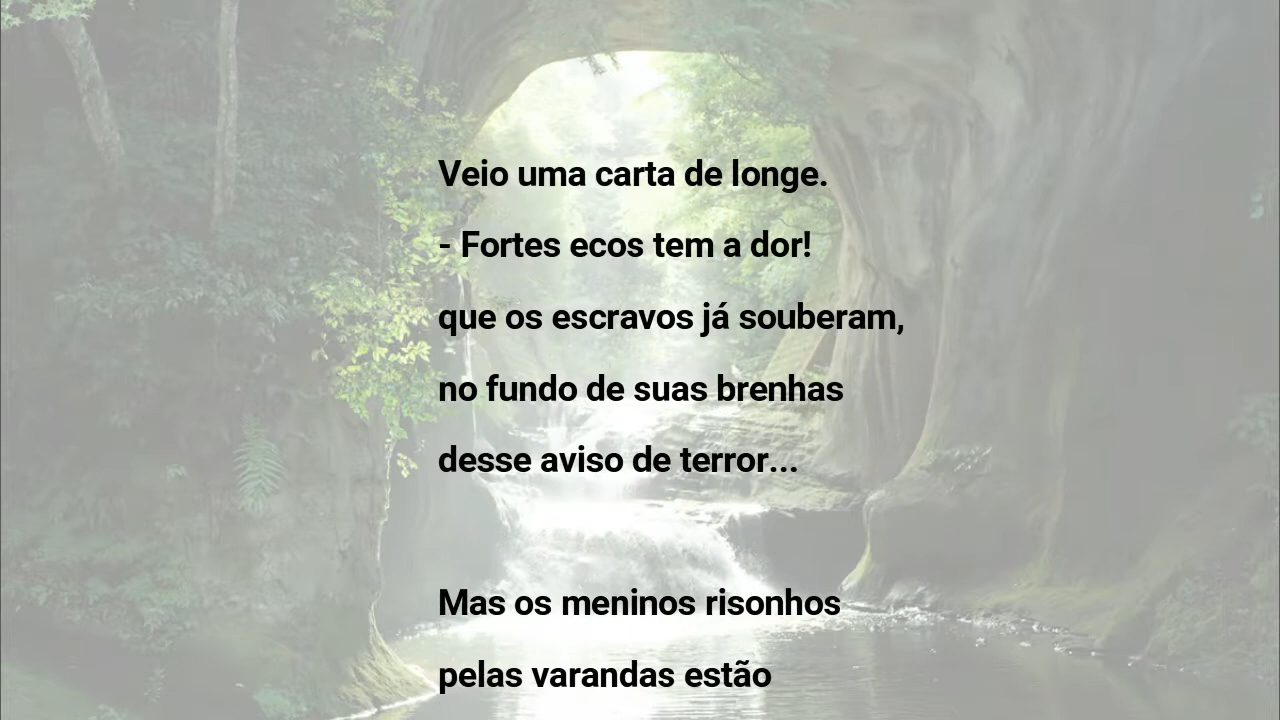 Veio uma carta de longe.
- Fortes ecos tem a dor!
que os escravos já souberam,
no fundo de suas brenhas
desse aviso de terror...
Mas os meninos risonhos
pelas varandas estão